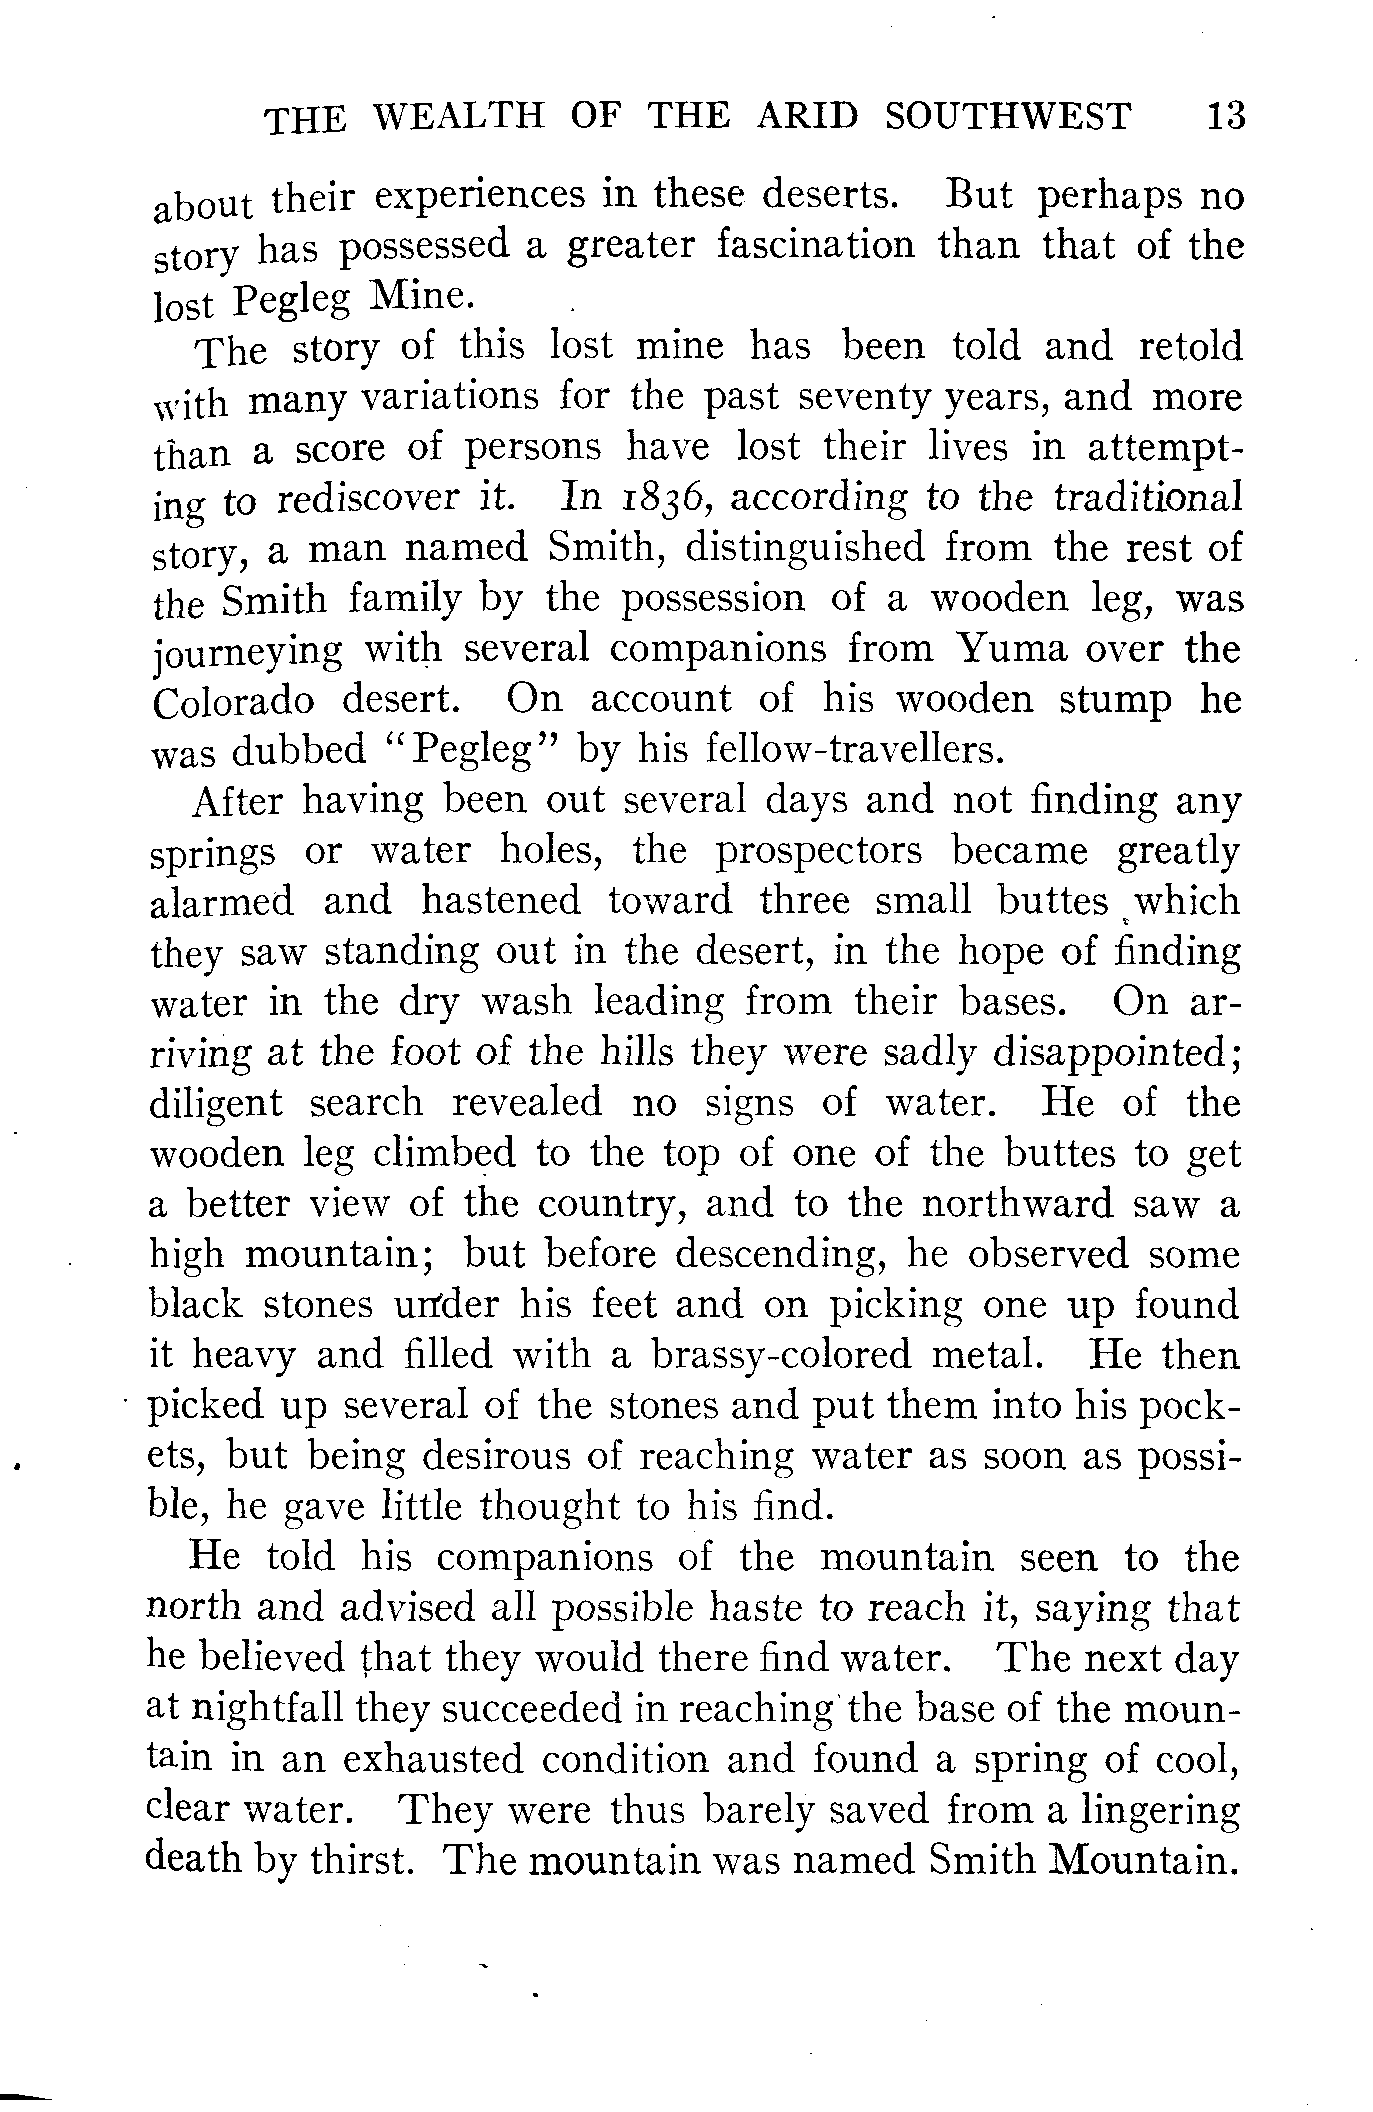 THE WEALTH OF THE ARID SOUTHWEST 13
about their experiences in these deserts. But perhaps no
story has possessed a greater fascination than that of the
lost Pegleg Mine.
The story of this lost mine has been told and retold
with many variations for the past seventy years, and more
than a score of persons have lost their lives in attempt-
ing to rediscover it. In 1836, according to the traditional
story, a man named Smith, distinguished from the rest of
the Smith family by the possession of a wooden leg, was
journeying with several companions from Yuma over the
Colorado desert. On account of his wooden stump he
was dubbed "Pegleg" by his fellow-travellers.
After having been out several days and not finding any
springs or water holes, the prospectors became greatly
alarmed and hastened toward three small buttes which
they saw standing out in the desert, in the hope of finding
water in the dry wash leading from their bases. On ar-
riving at the foot of the hills they were sadly disappointed;
diligent search revealed no signs of water. He of the
wooden leg climbed to the top of one of the buttes to get
a better view of the country, and to the northward saw a
high mountain; but before descending, he observed some
black stones under his feet and on picking one up found
it heavy and filled with a brassy-colored metal. He then
picked up several of the stones and put them into his pock-
ets, but being desirous of reaching water as soon as possi-
ble, he gave little thought to his find.
He told his companions of the mountain seen to the
north and advised all possible haste to reach it, saying that
he believed that they would there find water. The next day
at nightfall they succeeded in reaching the base of the moun-
tain in an exhausted condition and found a spring of cool,
clear water. They were thus barely saved from a lingering
death by thirst. The mountain was named Smith Mountain.